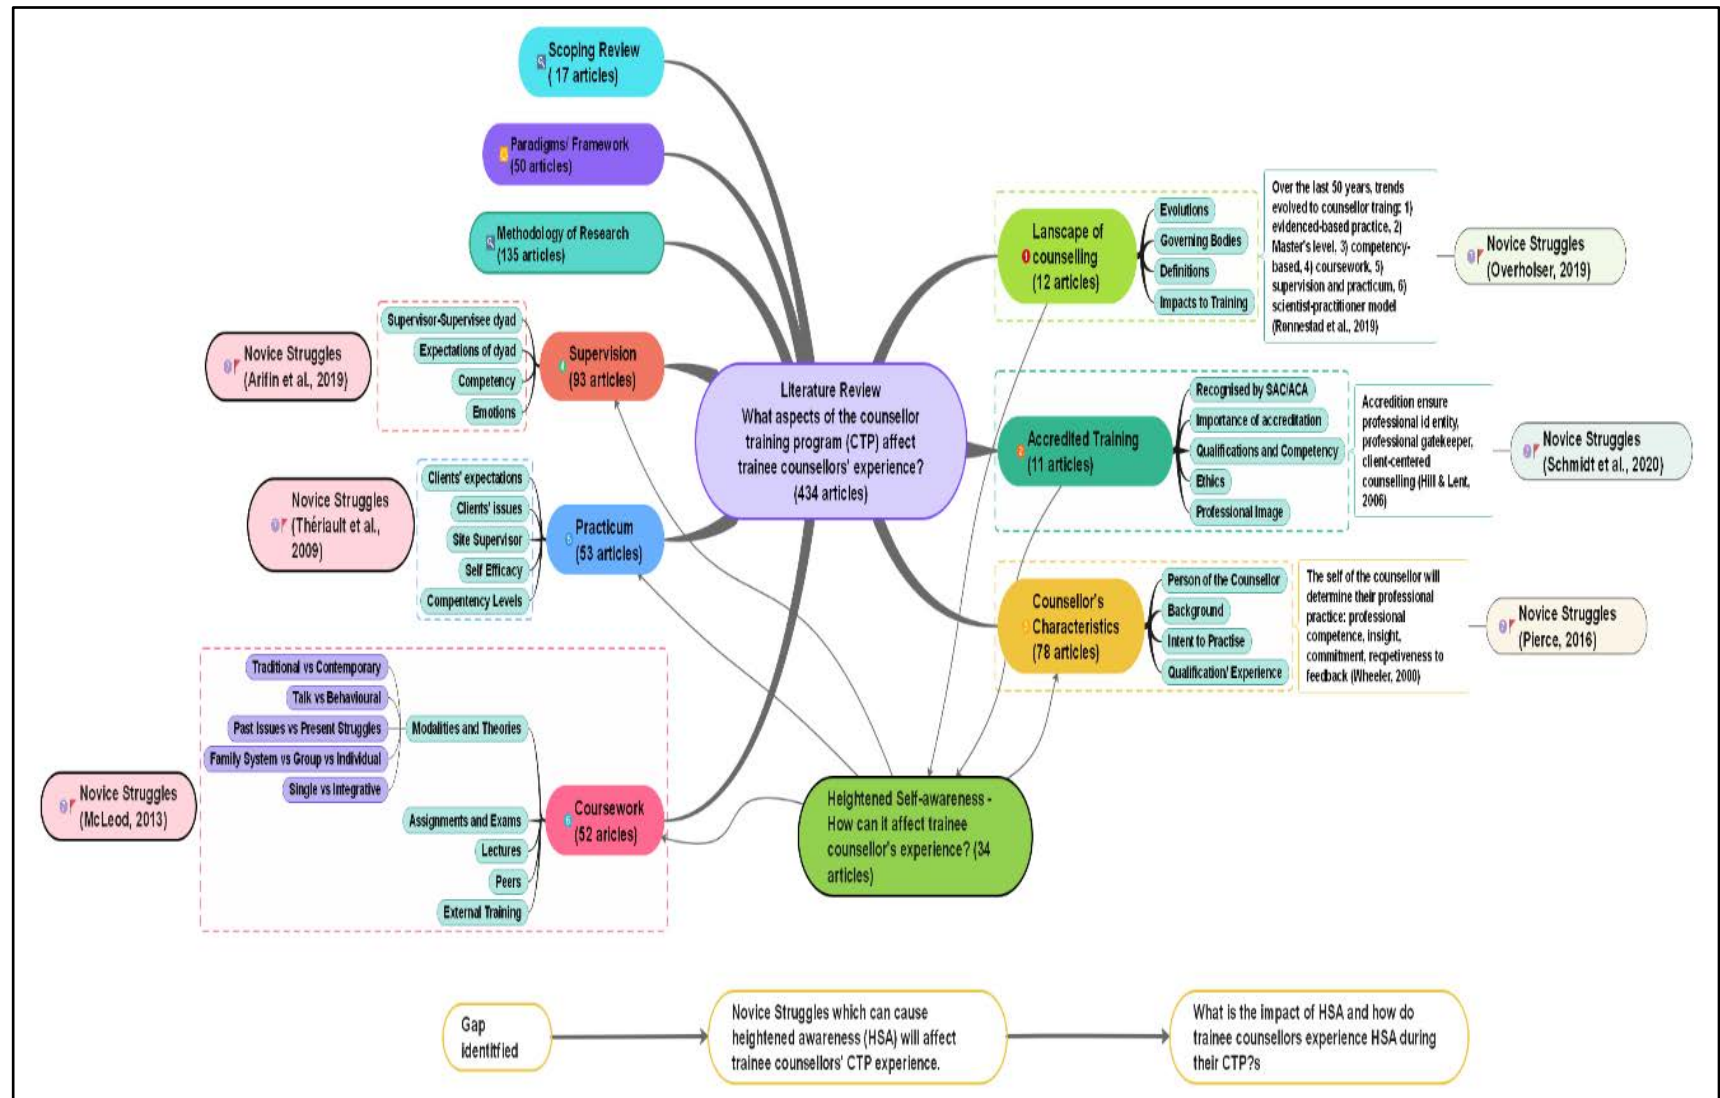 Scoping Review
( 17 articles)
Paradigms/ Framework
(50 articles)
Methodology of Research
(135 articles)
Supervision
(93 articles)
Supervisor-Supervisee dyad
Expectations of dyad
Competency
Emotions
Novice Struggles
(Arifin et al., 2019)
Practicum
(53 articles)
Clients' expectations
Clients' issues
Site Supervisor
Self Efficacy
Compentency Levels
Novice Struggles
(Thériault et al.,
2009)
Coursework
(52 aricles)
Modalities and Theories
Traditional vs Contemporary
Talk vs Behavioural
Past Issues vs Present Struggles
Family System vs Group vs Individual
Single vs Integrative
Assignments and Exams
Lectures
Peers
External Training
Novice Struggles
(McLeod, 2013)
Literature Review
What aspects of the counsellor
training program (CTP) affect
trainee counsellors' experience?
(434 articles)
Lanscape of
counselling
(12 articles)
Evolutions
Governing Bodies
Definitions
Impacts to Training
Over the last 50 years, trends
evolved to counsellor traing: 1)
evidenced-based practice, 2)
Master's level, 3) competency-
based, 4) coursework, 5)
supervision and practicum, 6)
scientist-practitioner model
(Rønnestad et al., 2019)
Novice Struggles
(Overholser, 2019)
Accredited Training
(11 articles)
Recognised by SAC/ACA
Importance of accreditation
Qualifications and Competency
Ethics
Professional Image
Accredition ensure
professional id entity,
professional gatekeeper,
client-centered
counselling (Hill & Lent,
2006)
Novice Struggles
(Schmidt et al., 2020)
Counsellor's
Characteristics
(78 articles)
Person of the Counsellor
Background
Intent to Practise
Qualification/ Experience
The self of the counsellor will
determine their professional
practice: professional
competence, insight,
commitment, recpetiveness to
feedback (Wheeler, 2000)
Novice Struggles
(Pierce, 2016)
Heightened Self-awareness -
How can it affect trainee
counsellor's experience? (34
articles)
Gap
identitfied
Novice Struggles which can cause
heightened awareness (HSA) will affect
trainee counsellors' CTP experience.
What is the impact of HSA and how do
trainee counsellors experience HSA during
their CTP?s